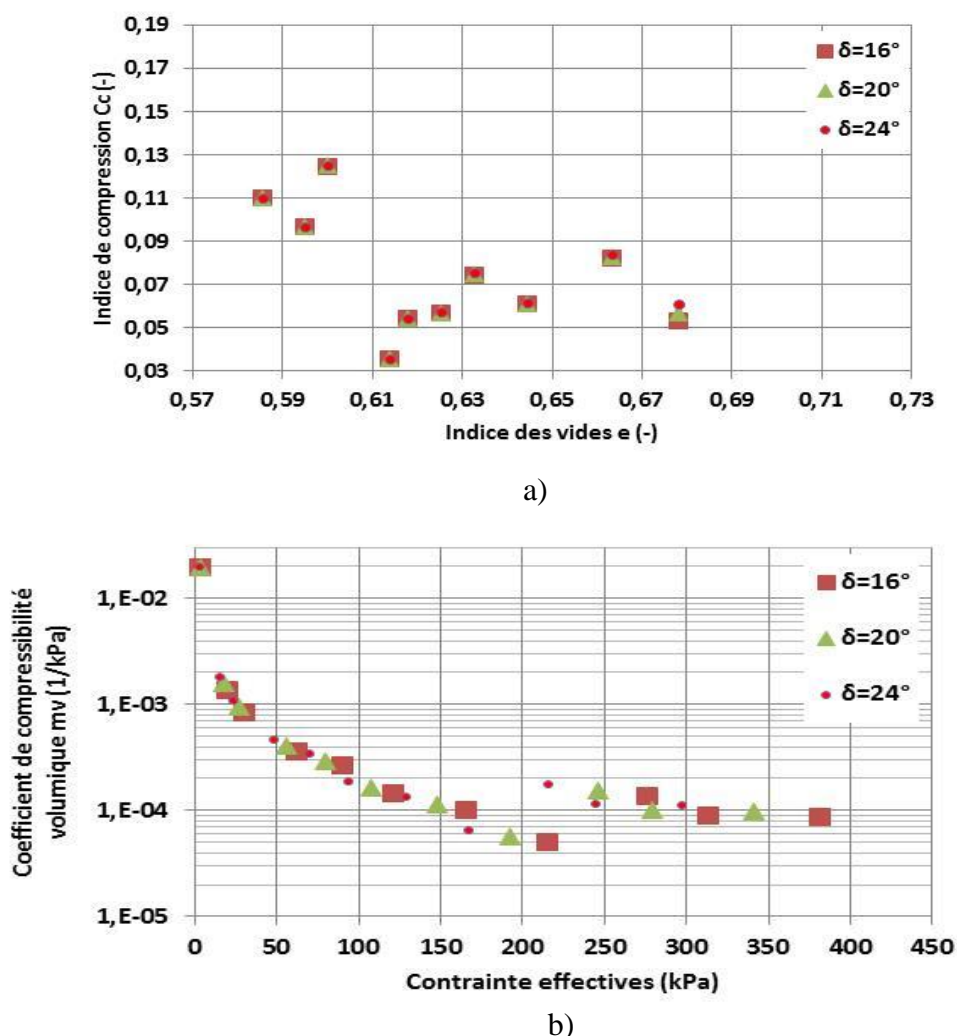 0,19
0,17
0,15
0,13
0,11
0,09
0,07
0,05
0,03
Indice de compression Cc (-)
δ=16°
δ=20°
δ=24°
0,57 0,59 0,61 0,63 0,65 0,67 0,69 0,71 0,73
Indice des vides e (-)
a)
Coefficient de compressibilité
volumique mv (1/kPa)
1,E-02
1,E-03
1,E-04
1,E-05
δ=16°
δ=20°
δ=24°
0 50 100 150 200 250 300 350 400 450
Contrainte effectives (kPa)
b)